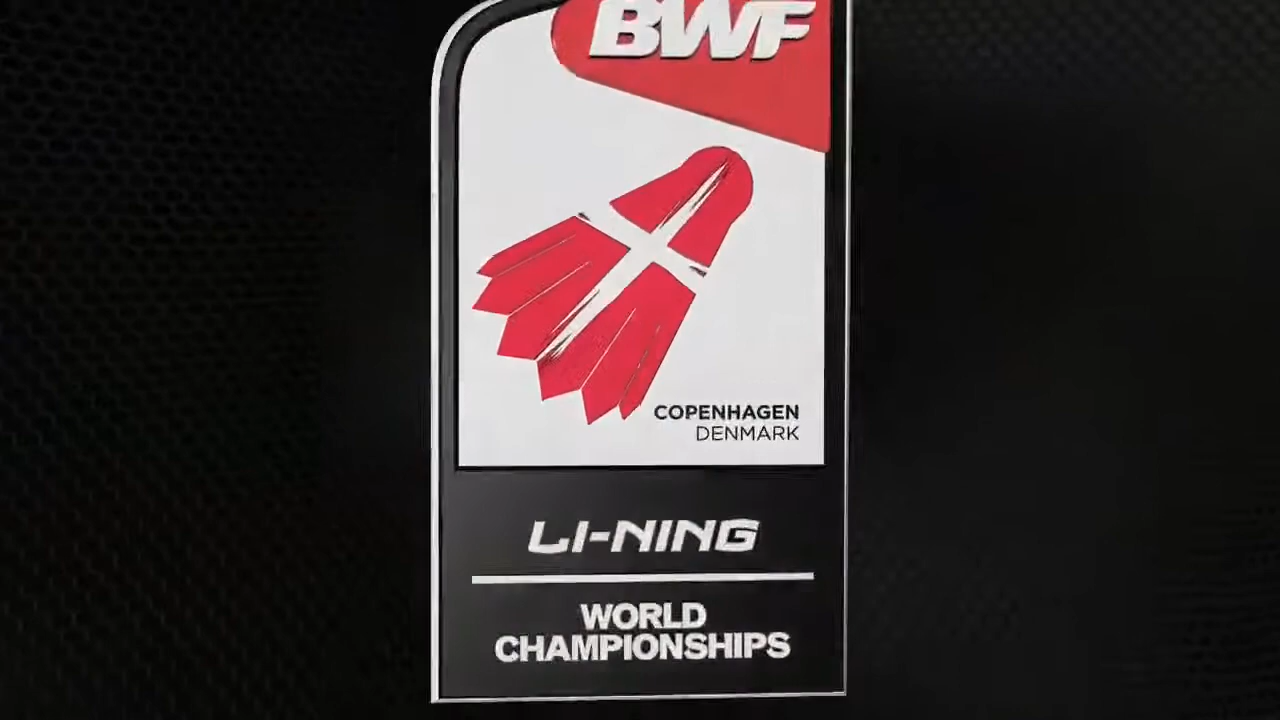 BWF
COPENHAGEN
DENMARK
LI-NING
WORLD
CHAMPIONSHIPS